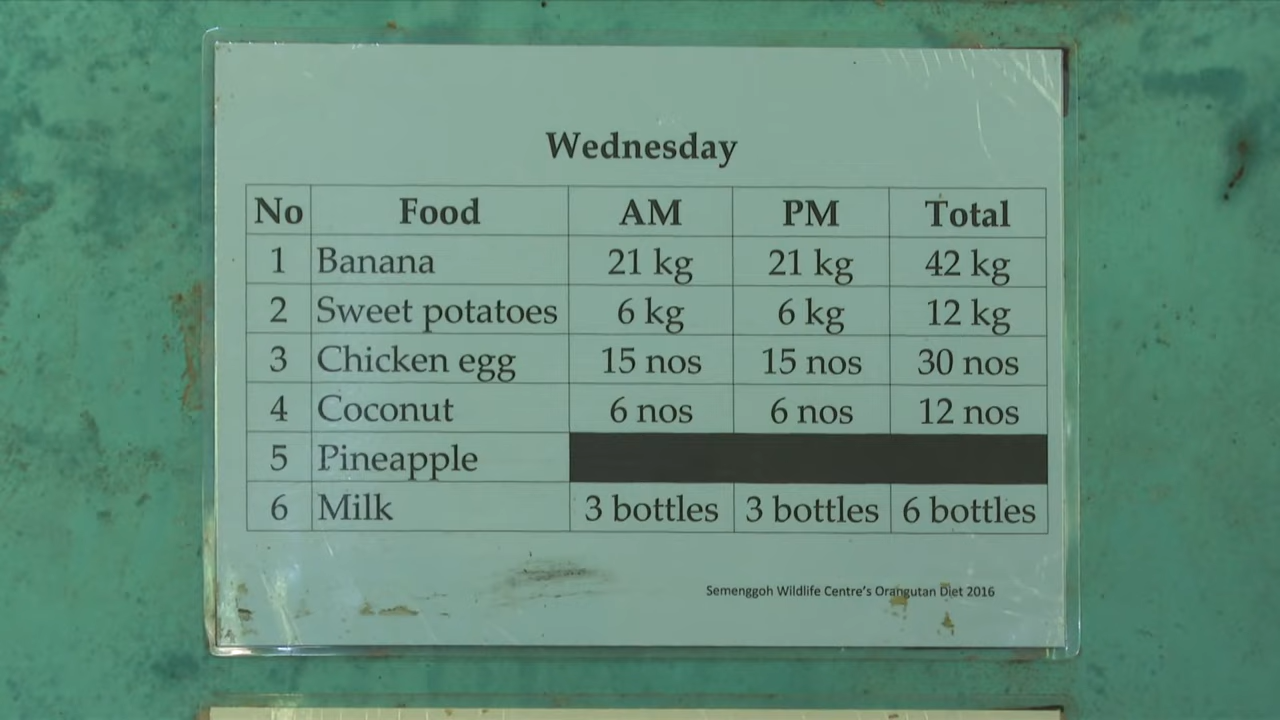 Wednesday
No Food AM PM Total
1 Banana 21 kg 21 kg 42 kg
2 Sweet potatoes 6 kg 6 kg 12 kg
3 Chicken egg 15 nos 15 nos 30 nos
4 Coconut 6 nos 6 nos 12 nos
5 Pineapple
6 Milk 3 bottles 3 bottles 6 bottles
Semenggoh Wildlife Centre's Orangutan Diet 2016